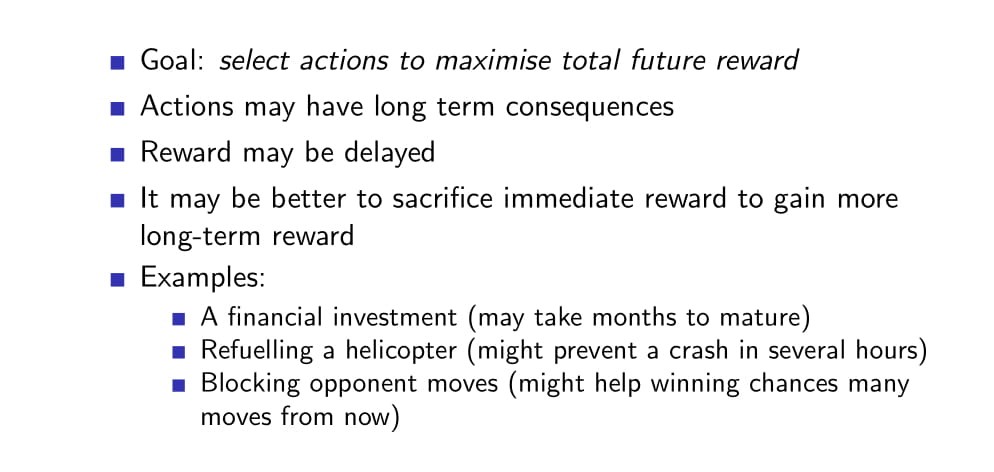 Goal: select actions to maximise total future reward
Actions may have long term consequences
Reward may be delayed
It may be better to sacrifice immediate reward to gain more
long-term reward
Examples:
A financial investment (may take months to mature)
Refuelling a helicopter (might prevent a crash in several hours)
Blocking opponent moves (might help winning chances many
moves from now)